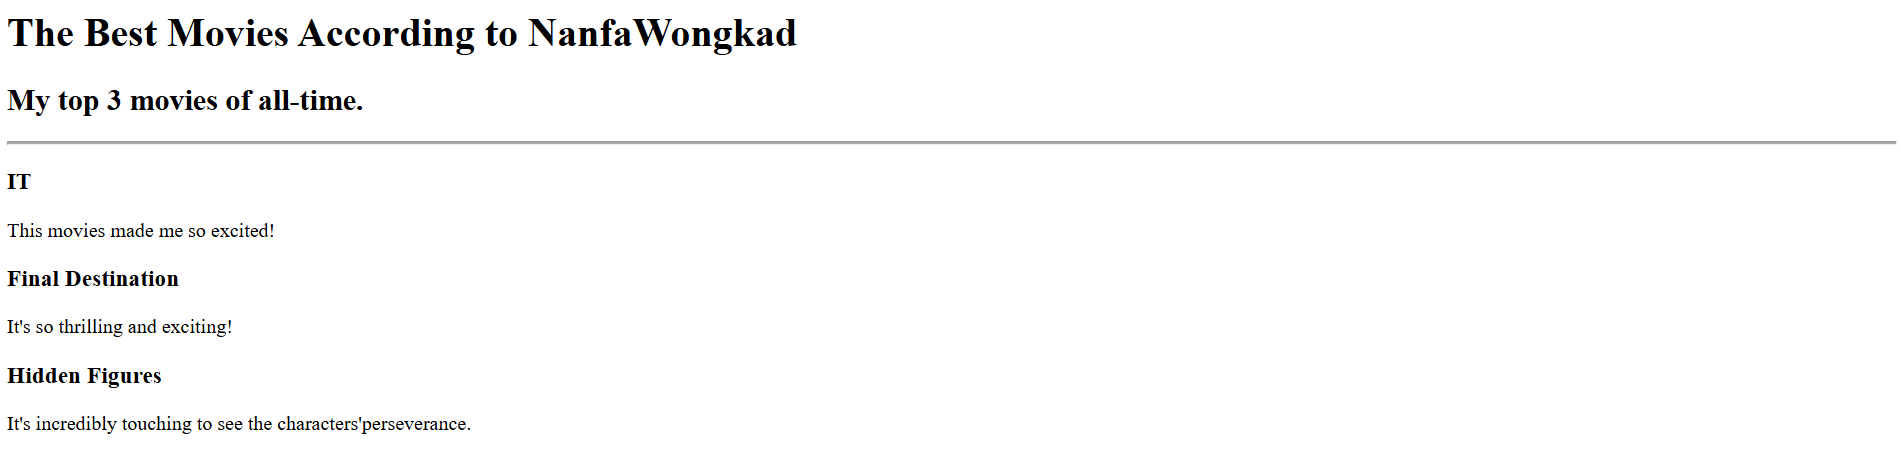 The Best Movies According to NanfaWongkad
My top 3 movies of all-time.
IT
This movies made me so excited!
Final Destination
It's so thrilling and exciting!
Hidden Figures
It's incredibly touching to see the characters'perseverance.